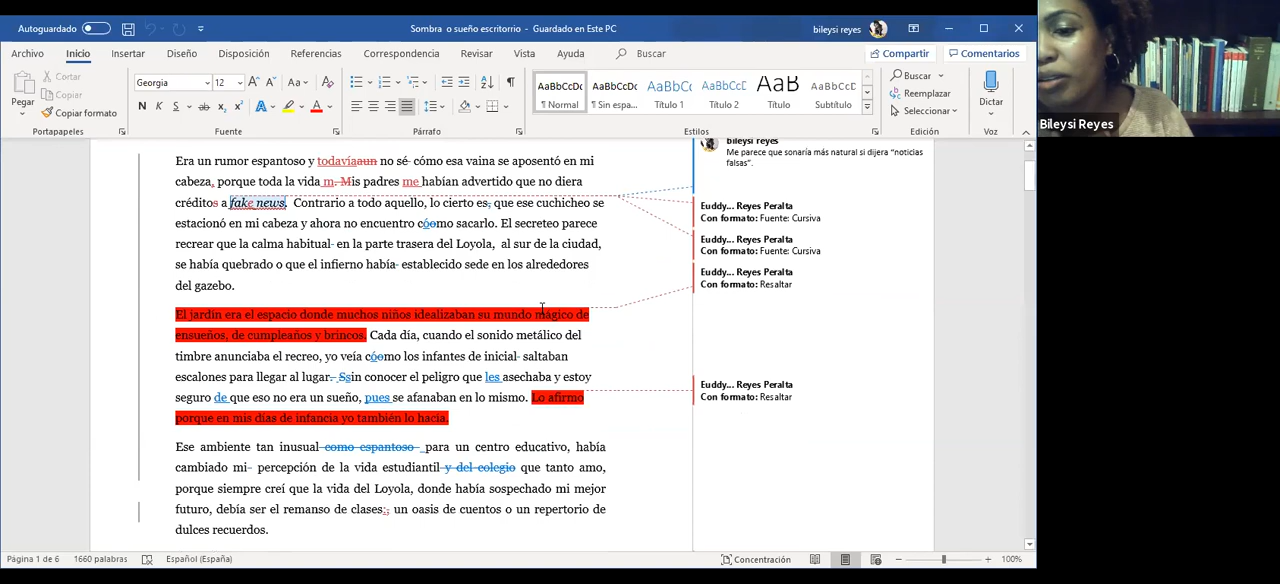 Autoguardado
Sombra o sueño escritorrio - Guardado en Este PC
bileysi reyes
Archivo Inicio Insertar Diseño Disposición Referencias Correspondencia Revisar Vista Ayuda Buscar
Compartir Comentarios
Pegar
Cortar
Copiar
Copiar formato
Portapapeles
Georgia 12
N K S ab x₂ x² A A
Fuente
Párrafo
AaBbCcDc AaBbCcDc AaBbC AaBbCc AaB AaBbCcD
¶ Normal ¶ Sin espa... Título 1 Título 2 Título Subtítulo
Estilos
Buscar
Reemplazar
Seleccionar
Edición
Dictar
Voz
Bileysi Reyes
Era un rumor espantoso y todavíaaun no sé- cómo esa vaina se aposentó en mi
cabeza, porque toda la vida m. Mis padres me habían advertido que no diera
créditos a fake news. Contrario a todo aquello, lo cierto es, que ese cuchicheo se
estacionó en mi cabeza y ahora no encuentro cóomo sacarlo. El secreteo parece
recrear que la calma habitual- en la parte trasera del Loyola, al sur de la ciudad,
se había quebrado o que el infierno había- establecido sede en los alrededores
del gazebo.
El jardín era el espacio donde muchos niños idealizaban su mundo mágico de
ensueños, de cumpleaños y brincos. Cada día, cuando el sonido metálico del
timbre anunciaba el recreo, yo veía cóomo los infantes de inicial- saltaban
escalones para llegar al lugar. Ssin conocer el peligro que les asechaba y estoy
seguro de que eso no era un sueño, pues se afanaban en lo mismo. Lo afirmo
porque en mis días de infancia yo también lo hacía.
Ese ambiente tan inusual como espantoso para un centro educativo, había
cambiado mi- percepción de la vida estudiantil y del colegio que tanto amo,
porque siempre creí que la vida del Loyola, donde había sospechado mi mejor
futuro, debía ser el remanso de clases:, un oasis de cuentos o un repertorio de
dulces recuerdos.
bileysi reyes
Me parece que sonaría más natural si dijera "noticias
falsas".
Euddy... Reyes Peralta
Con formato: Fuente: Cursiva
Euddy... Reyes Peralta
Con formato: Fuente: Cursiva
Euddy... Reyes Peralta
Con formato: Resaltar
Euddy... Reyes Peralta
Con formato: Resaltar
Página 1 de 6 1660 palabras Español (España) Concentración 100%